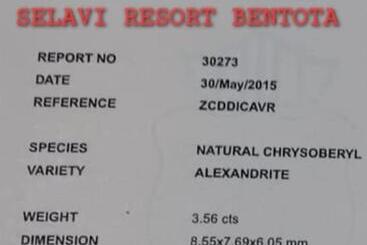 SELAVI RESORT BENTOTA
REPORT NO 30273
DATE 30/May/2015
REFERENCE ZCDDICAVR
SPECIES NATURAL CHRYSOBERYL
VARIETY ALEXANDRITE
WEIGHT 3.56 cts
DIMENSION 8.55x7.69x6.05 mm